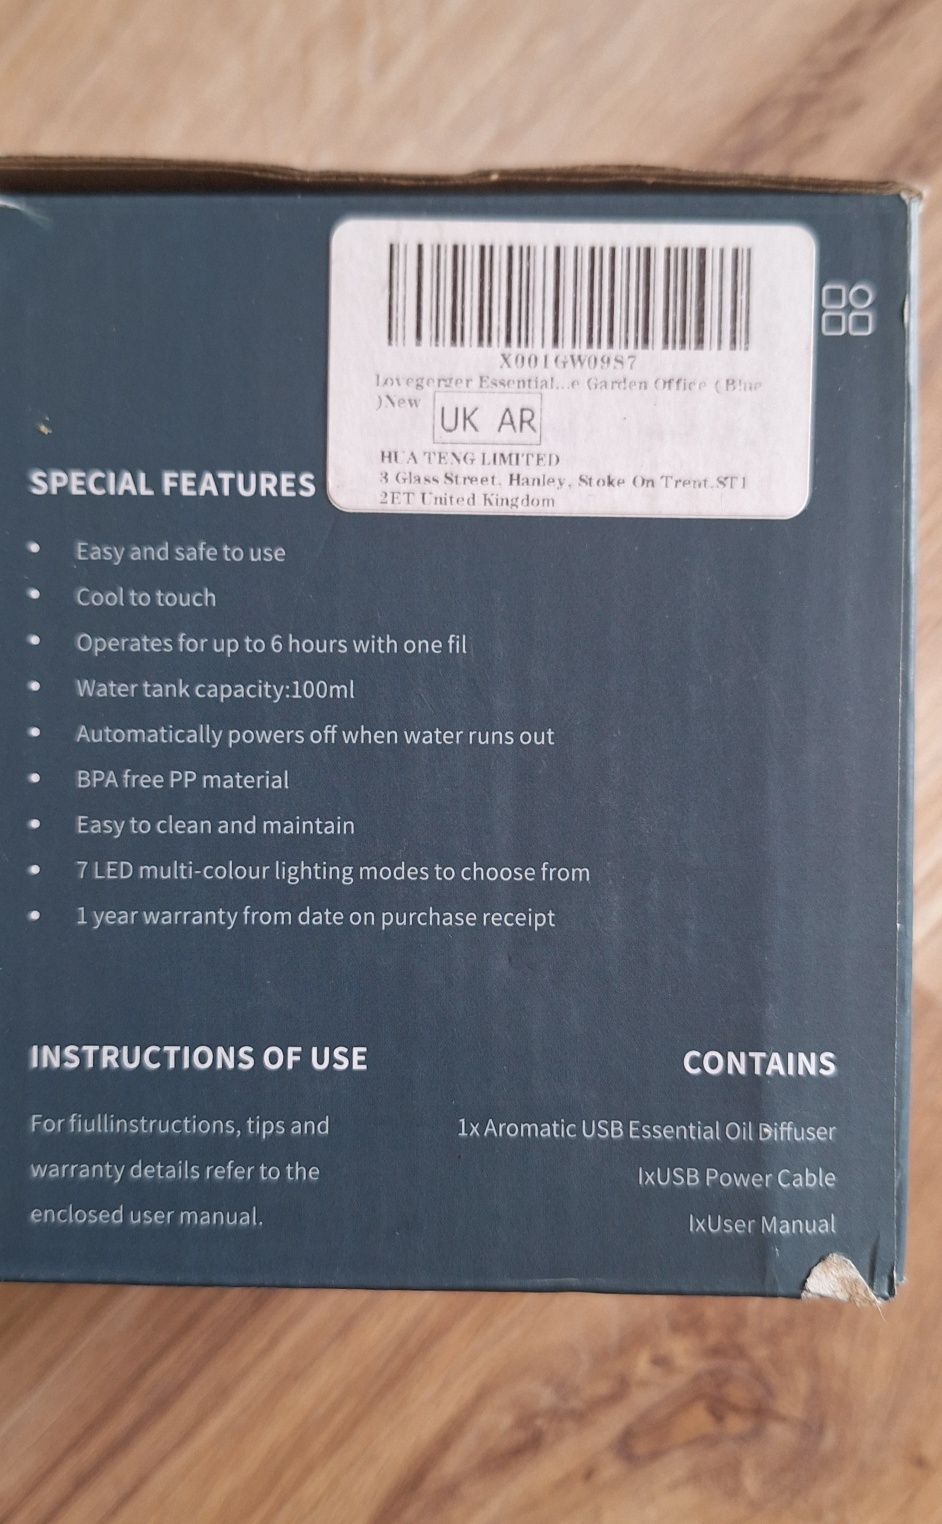 X001GW09S7
Lovegerger Essential...e Garden Office ( Blue
)New
UK AR
HUA TENG LIMITED
3 Glass Street, Hanley, Stoke On Trent,ST1
2ET United Kingdom
SPECIAL FEATURES
• Easy and safe to use
• Cool to touch
• Operates for up to 6 hours with one fil
• Water tank capacity:100ml
• Automatically powers off when water runs out
• BPA free PP material
• Easy to clean and maintain
• 7 LED multi-colour lighting modes to choose from
• 1 year warranty from date on purchase receipt
INSTRUCTIONS OF USE
For fiullinstructions, tips and
warranty details refer to the
enclosed user manual.
CONTAINS
1x Aromatic USB Essential Oil Diffuser
lxUSB Power Cable
lxUser Manual